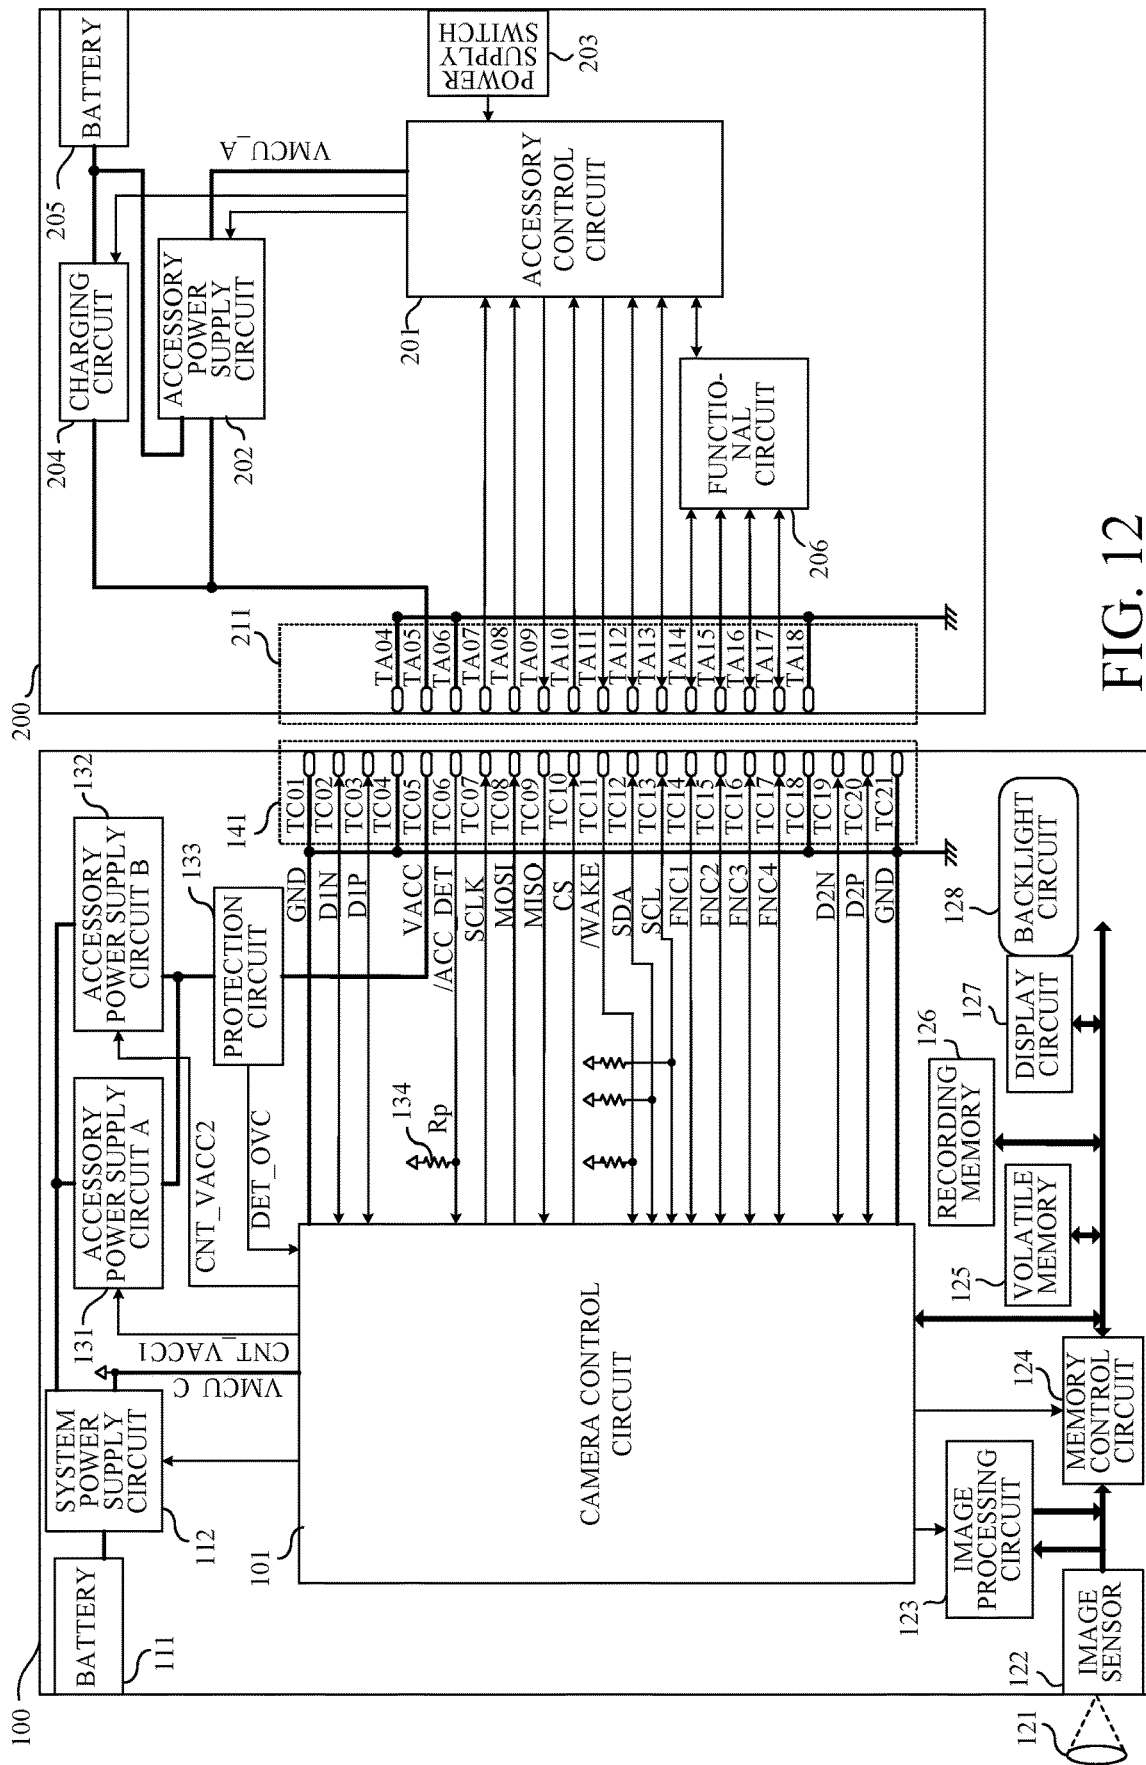 100
BATTERY
111
SYSTEM
POWER
SUPPLY
CIRCUIT
112
ACCESSORY
POWER SUPPLY
CIRCUIT A
131
ACCESSORY
POWER SUPPLY
CIRCUIT B
132
PROTECTION
CIRCUIT
133
VMCU_C
CNT_VACC1
CNT_VACC2
DET_OVC
134
Rp
101
CAMERA CONTROL
CIRCUIT
141
GND
TC01
D1N
TC02
D1P
TC03
TC04
VACC
TC05
/ACC_DET
TC06
SCLK
TC07
MOSI
TC08
MISO
TC09
CS
TC10
/WAKE
TC11
SDA
TC12
SCL
TC13
FNC1
TC14
FNC2
TC15
FNC3
TC16
FNC4
TC17
TC18
D2N
TC19
D2P
TC20
GND
TC21
121
122
IMAGE
SENSOR
123
IMAGE
PROCESSING
CIRCUIT
124
MEMORY
CONTROL
CIRCUIT
125
VOLATILE
MEMORY
126
RECORDING
MEMORY
127
DISPLAY
CIRCUIT
128
BACKLIGHT
CIRCUIT
200
211
TA04
TA05
TA06
TA07
TA08
TA09
TA10
TA11
TA12
TA13
TA14
TA15
TA16
TA17
TA18
204
CHARGING
CIRCUIT
205
BATTERY
202
ACCESSORY
POWER
SUPPLY
CIRCUIT
VMCU_A
201
ACCESSORY
CONTROL
CIRCUIT
POWER
SUPPLY
SWITCH
203
206
FUNCTIO-
NAL
CIRCUIT
FIG. 12